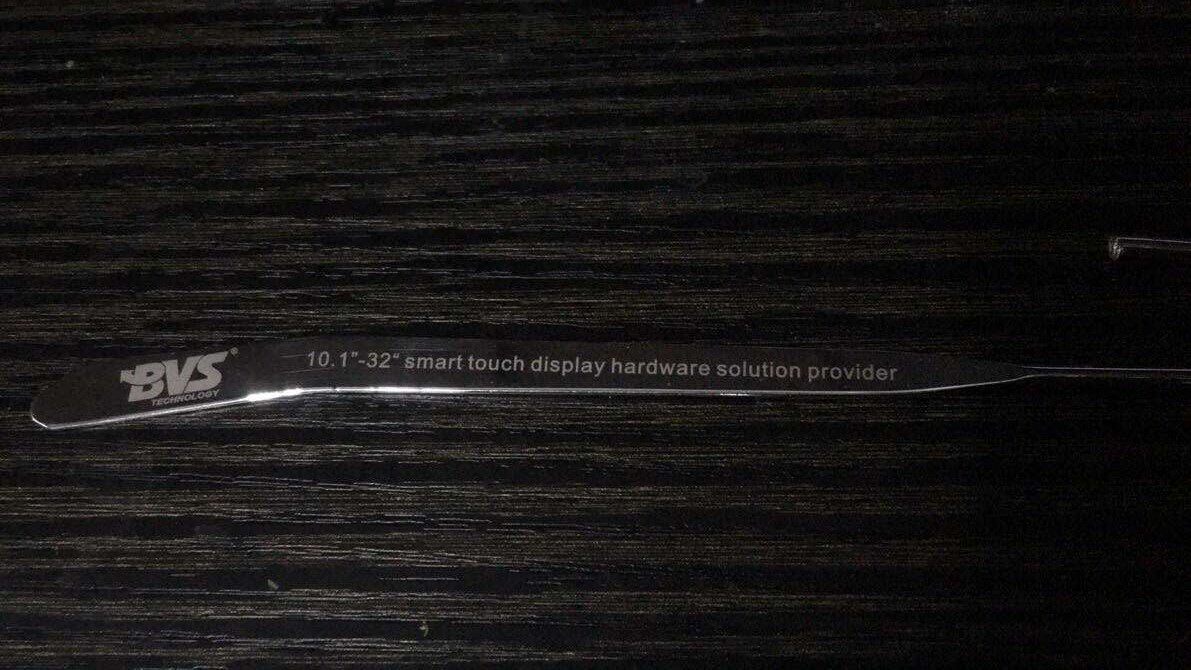 BVS®
TECHNOLOGY
10.1”-32“ smart touch display hardware solution provider